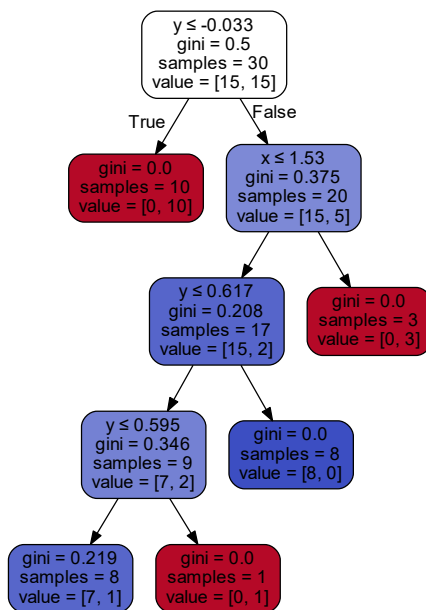 y ≤ -0.033
gini = 0.5
samples = 30
value = [15, 15]
True
False
gini = 0.0
samples = 10
value = [0, 10]
x ≤ 1.53
gini = 0.375
samples = 20
value = [15, 5]
y ≤ 0.617
gini = 0.208
samples = 17
value = [15, 2]
gini = 0.0
samples = 3
value = [0, 3]
y ≤ 0.595
gini = 0.346
samples = 9
value = [7, 2]
gini = 0.0
samples = 8
value = [8, 0]
gini = 0.219
samples = 8
value = [7, 1]
gini = 0.0
samples = 1
value = [0, 1]